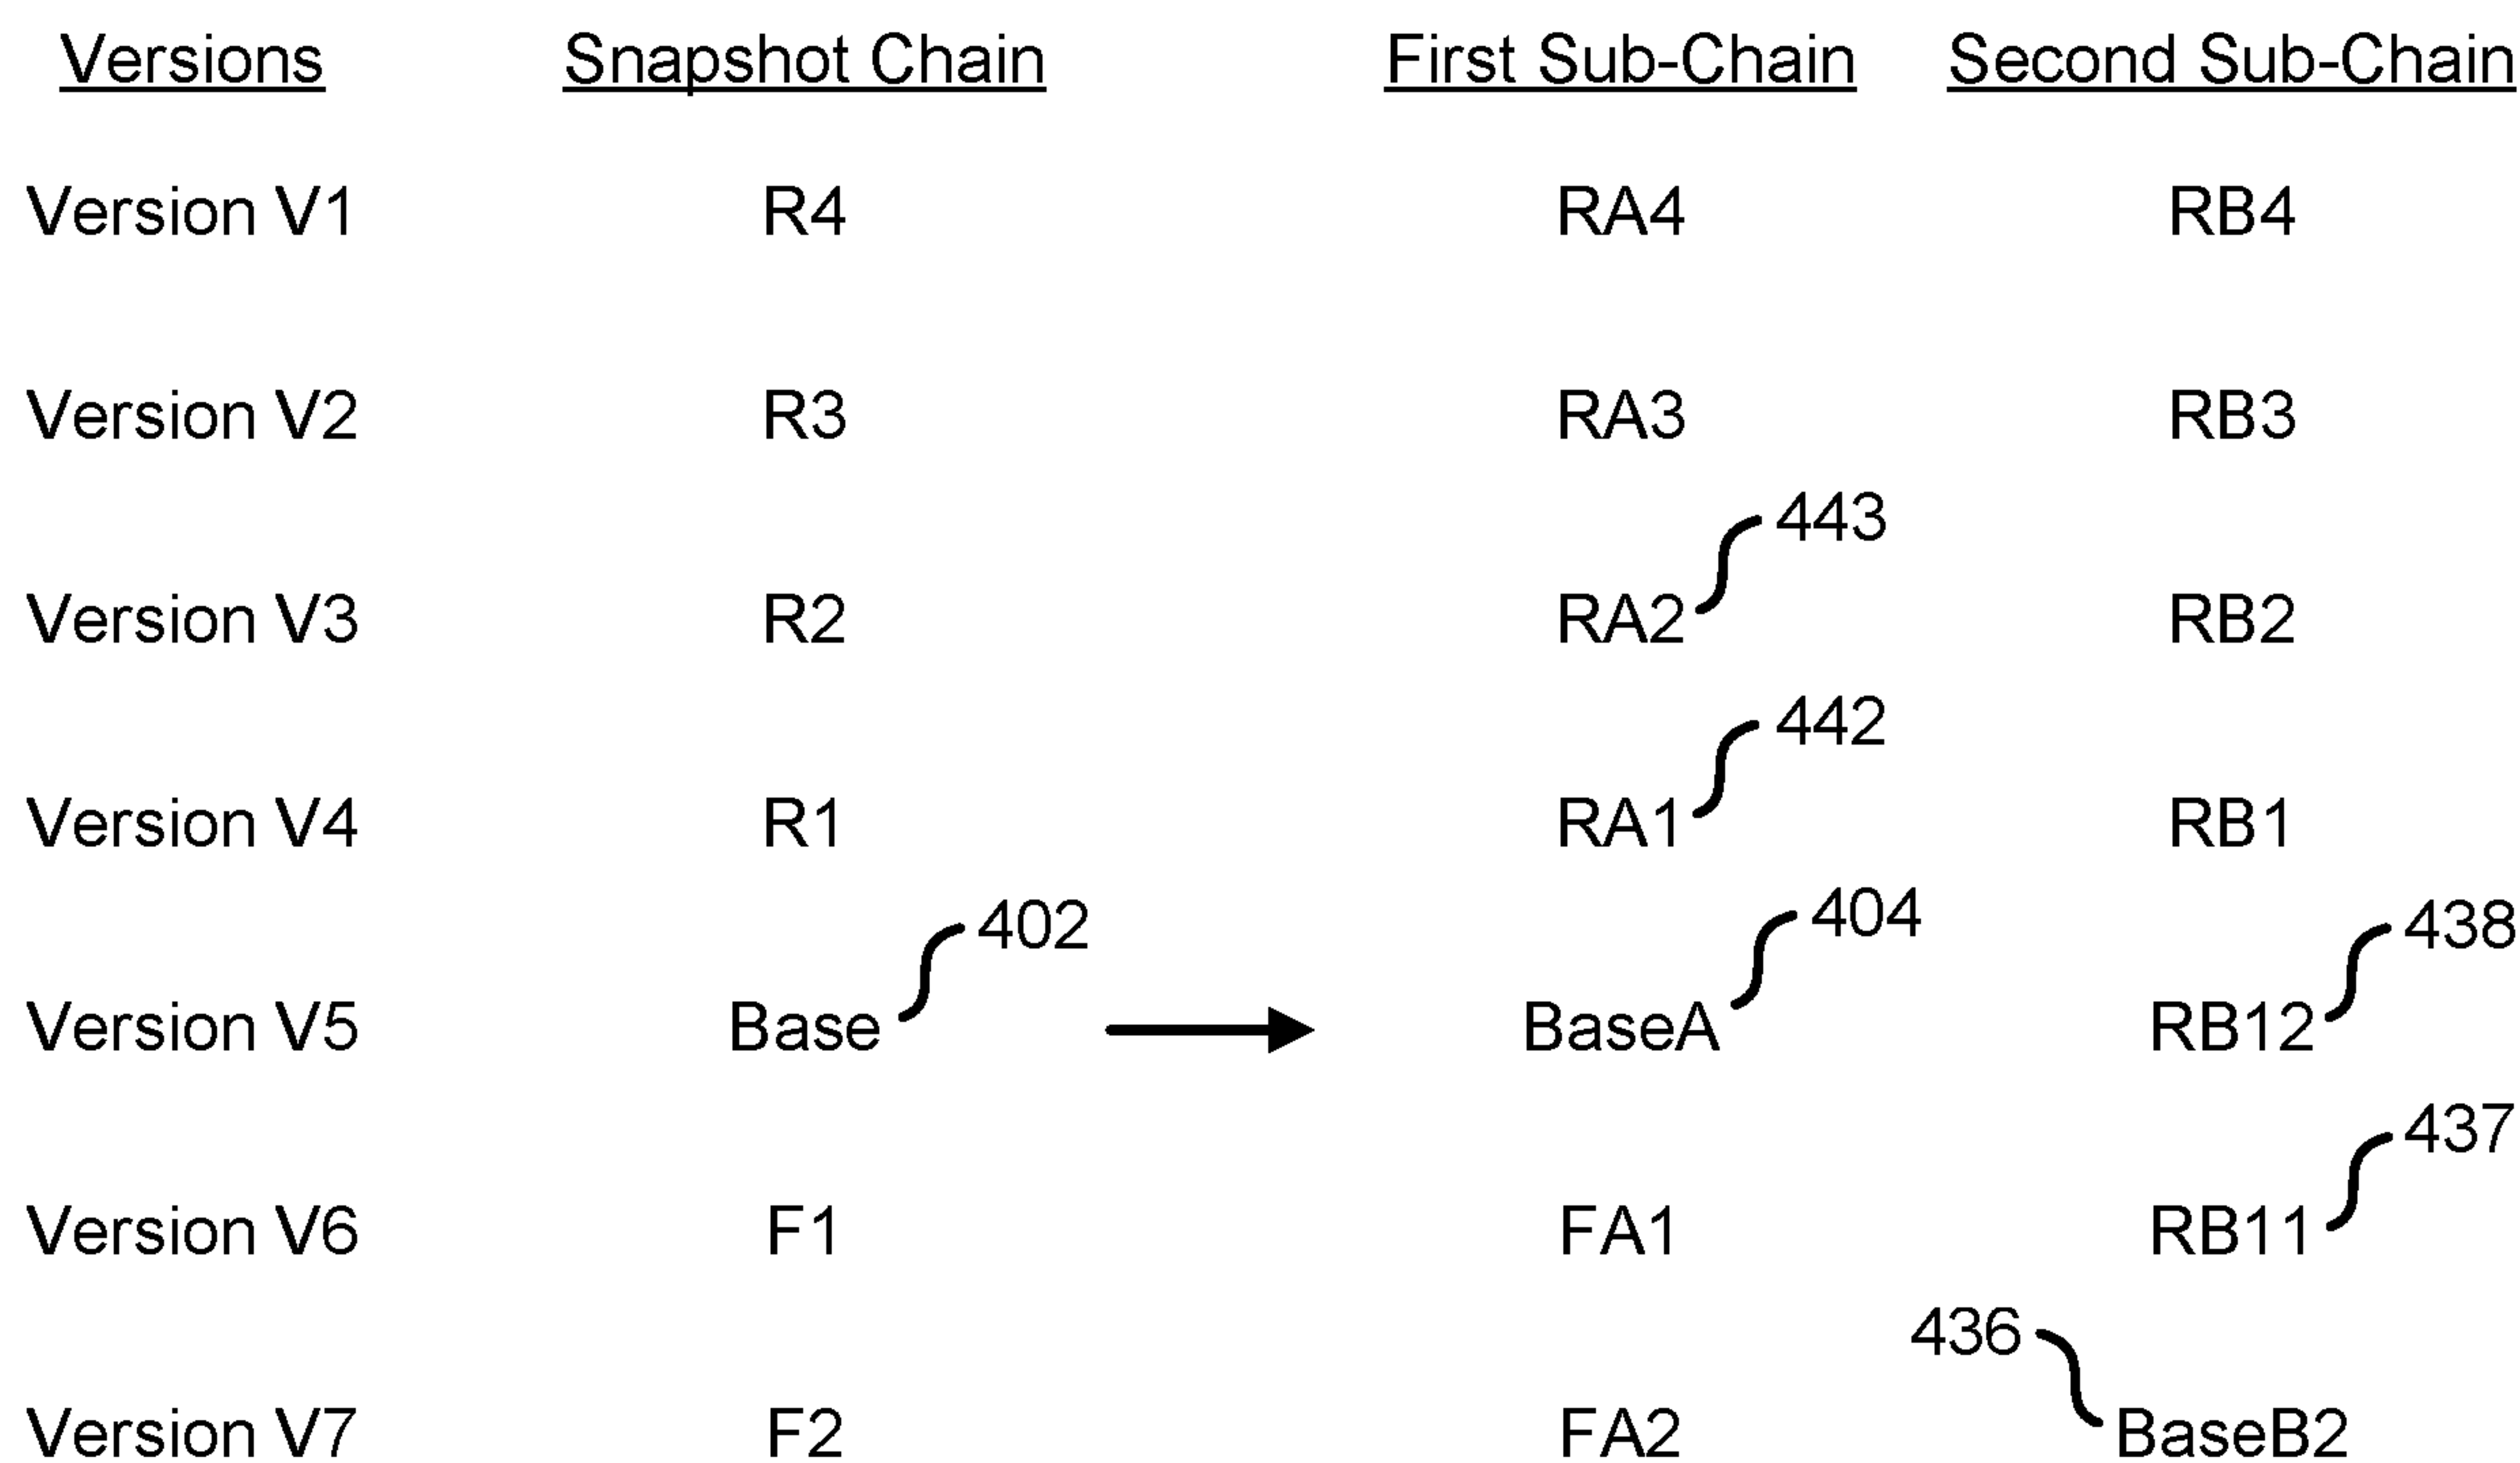 Versions Snapshot Chain First Sub-Chain Second Sub-Chain
Version V1 R4 RA4 RB4
Version V2 R3 RA3 RB3
443
Version V3 R2 RA2 RB2
442
Version V4 R1 RA1 RB1
402 404 438
Version V5 Base BaseA RB12
437
Version V6 F1 FA1 RB11
436
Version V7 F2 FA2 BaseB2